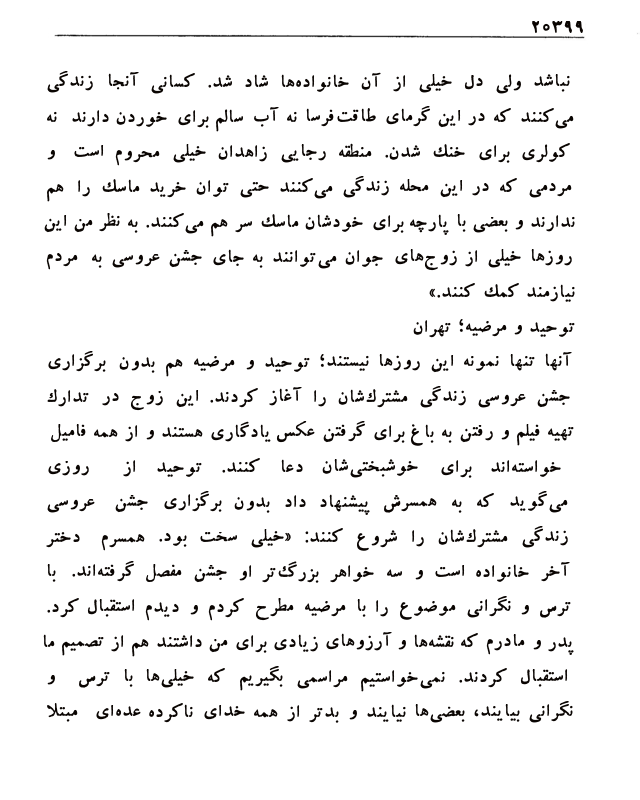 ۲۰۳۹۹
نباشد ولی دل خیلی از آن خانواده‌ها شاد شد. کسانی آنجا زندگی
می‌کنند که در این گرمای طاقت‌فرسا نه آب سالم برای خوردن دارند نه
کولری برای خنك شدن. منطقه رجایی زاهدان خیلی محروم است و
مردمی که در این محله زندگی می‌کنند حتی توان خرید ماسك را هم
ندارند و بعضی با پارچه برای خودشان ماسك سر هم می‌کنند. به نظر من این
روزها خیلی از زوج‌های جوان می‌توانند به جای جشن عروسی به مردم
نیازمند کمك کنند.»
توحید و مرضیه؛ تهران
آنها تنها نمونه این روزها نیستند؛ توحید و مرضیه هم بدون برگزاری
جشن عروسی زندگی مشترك‌شان را آغاز کردند. این زوج در تدارك
تهیه فیلم و رفتن به باغ برای گرفتن عکس یادگاری هستند و از همه فامیل
خواسته‌اند برای خوشبختی‌شان دعا کنند. توحید از روزی
می‌گوید که به همسرش پیشنهاد داد بدون برگزاری جشن عروسی
زندگی مشترك‌شان را شروع کنند: «خیلی سخت بود. همسرم دختر
آخر خانواده است و سه خواهر بزرگ‌تر او جشن مفصل گرفته‌اند. با
ترس و نگرانی موضوع را با مرضیه مطرح کردم و دیدم استقبال کرد.
پدر و مادرم که نقشه‌ها و آرزوهای زیادی برای من داشتند هم از تصمیم ما
استقبال کردند. نمی‌خواستیم مراسمی بگیریم که خیلی‌ها با ترس و
نگرانی بیایند، بعضی‌ها نیایند و بدتر از همه خدای ناکرده عده‌ای مبتلا